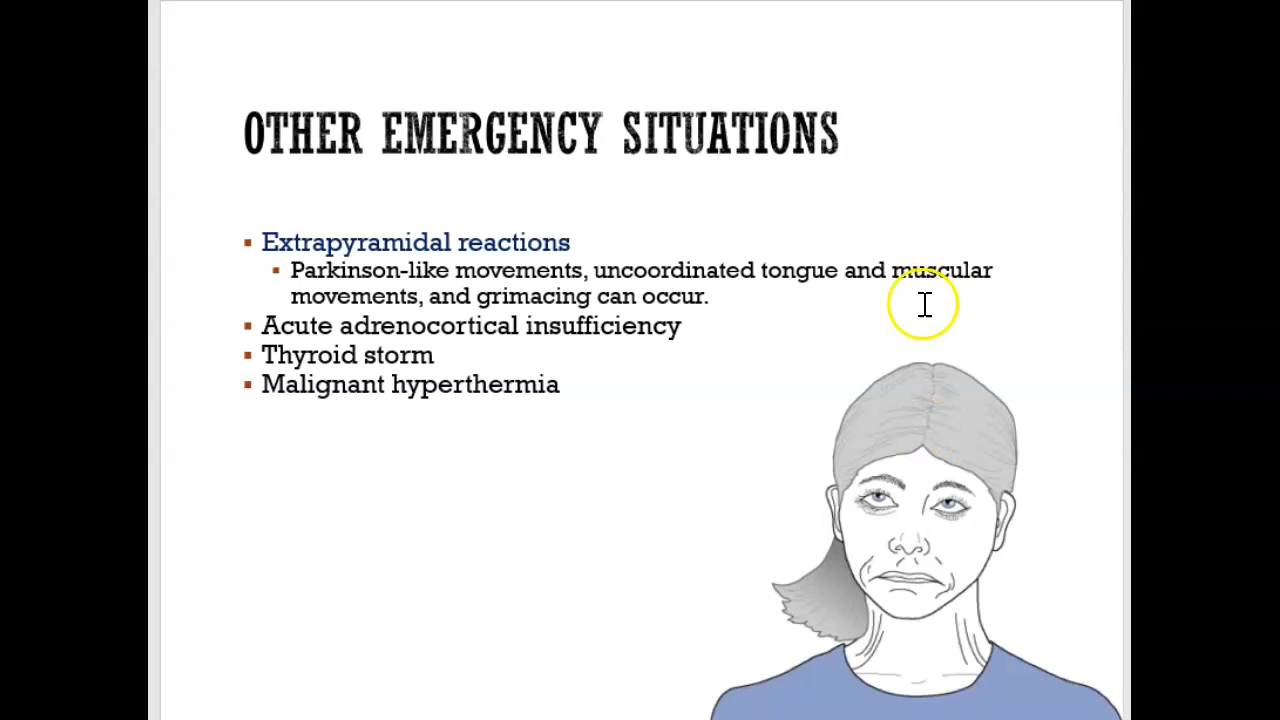 OTHER EMERGENCY SITUATIONS
Extrapyramidal reactions
Parkinson-like movements, uncoordinated tongue and muscular
movements, and grimacing can occur.
Acute adrenocortical insufficiency
Thyroid storm
Malignant hyperthermia